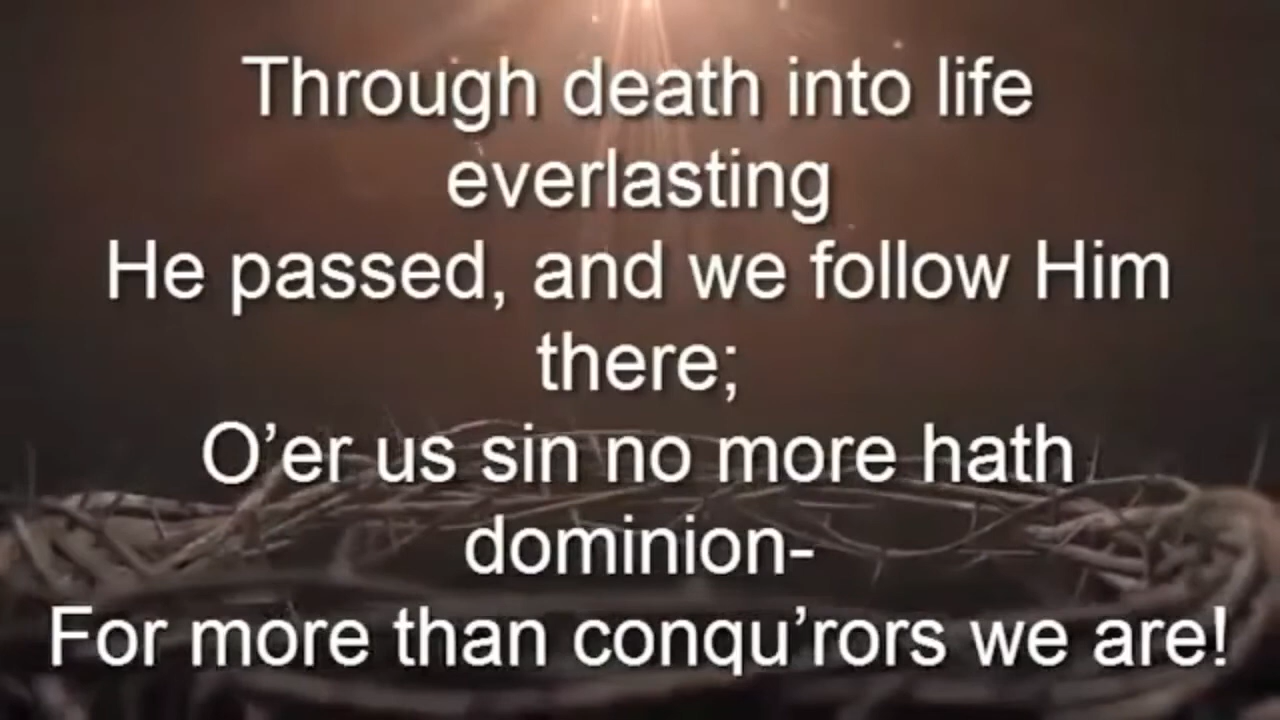 Through death into life
everlasting
He passed, and we follow Him
there;
O’er us sin no more hath
dominion-
For more than conqu’rors we are!